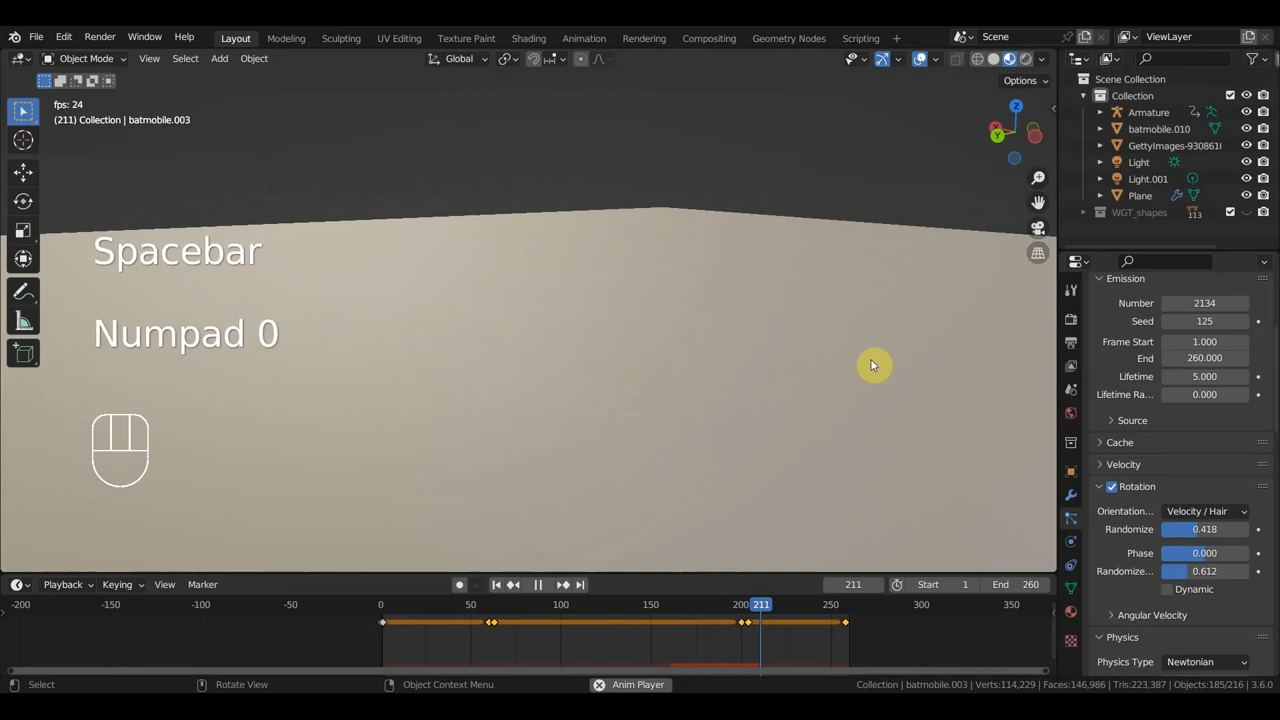 File Edit Render Window Help Layout Modeling Sculpting UV Editing Texture Paint Shading Animation Rendering Compositing Geometry Nodes Scripting + Scene ViewLayer
Object Mode View Select Add Object Global
Options
fps: 24
(211) Collection | batmobile.003
Spacebar
Numpad 0
X
Y
Z
Scene Collection
Collection
Armature
batmobile.010
GettyImages-9308610
Light
Light.001
Plane
WGT_shapes 113
Emission
Number 2134
Seed 125
Frame Start 1.000
End 260.000
Lifetime 5.000
Lifetime Ra... 0.000
Source
Cache
Velocity
Rotation
Orientation... Velocity / Hair
Randomize 0.418
Phase 0.000
Randomize... 0.612
Dynamic
Angular Velocity
Physics
Physics Type Newtonian
Playback Keying View Marker 211 Start 1 End 260
-200 -150 -100 -50 0 50 100 150 200 211 250 300 350
Select Rotate View Object Context Menu Anim Player Collection | batmobile.003 | Verts:114,229 | Faces:146,986 | Tris:223,387 | Objects:185/216 | 3.6.0